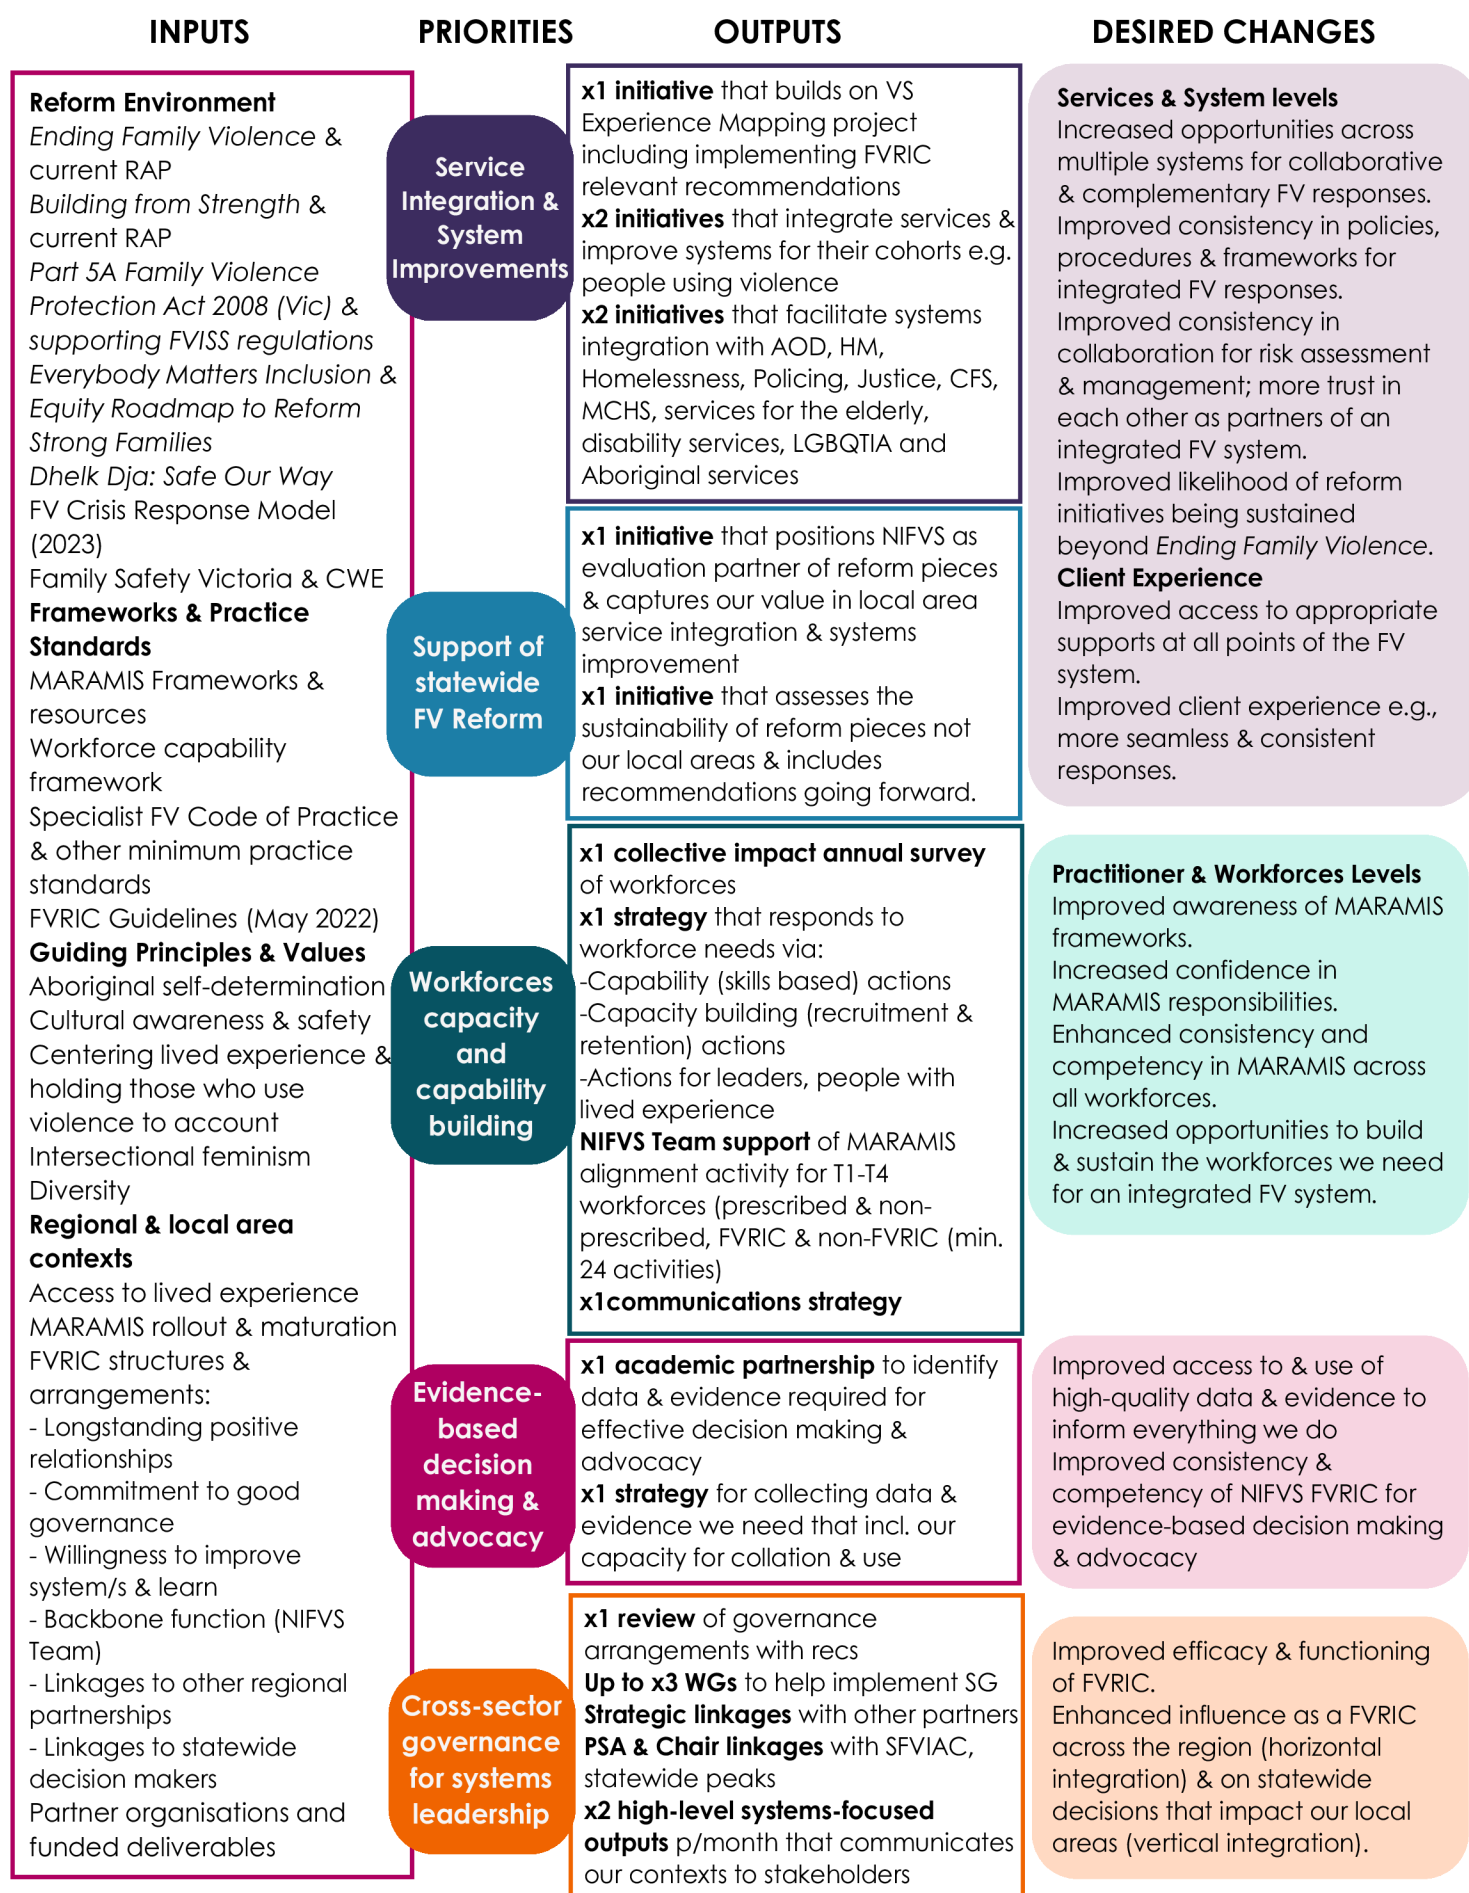 INPUTS
PRIORITIES
OUTPUTS
DESIRED CHANGES
Reform Environment
Ending Family Violence &
current RAP
Building from Strength &
current RAP
Part 5A Family Violence
Protection Act 2008 (Vic) &
supporting FVISS regulations
Everybody Matters Inclusion &
Equity Roadmap to Reform
Strong Families
Dhelk Dja: Safe Our Way
FV Crisis Response Model
(2023)
Family Safety Victoria & CWE
Frameworks & Practice
Standards
MARAMIS Frameworks &
resources
Workforce capability
framework
Specialist FV Code of Practice
& other minimum practice
standards
FVRIC Guidelines (May 2022)
Guiding Principles & Values
Aboriginal self-determination
Cultural awareness & safety
Centering lived experience &
holding those who use
violence to account
Intersectional feminism
Diversity
Regional & local area
contexts
Access to lived experience
MARAMIS rollout & maturation
FVRIC structures &
arrangements:
- Longstanding positive
relationships
- Commitment to good
governance
- Willingness to improve
system/s & learn
- Backbone function (NIFVS
Team)
- Linkages to other regional
partnerships
- Linkages to statewide
decision makers
Partner organisations and
funded deliverables
Service
Integration &
System
Improvements
Support of
statewide
FV Reform
Workforces
capacity
and
capability
building
Evidence-
based
decision
making &
advocacy
Cross-sector
governance
for systems
leadership
x1 initiative that builds on VS
Experience Mapping project
including implementing FVRIC
relevant recommendations
x2 initiatives that integrate services &
improve systems for their cohorts e.g.
people using violence
x2 initiatives that facilitate systems
integration with AOD, HM,
Homelessness, Policing, Justice, CFS,
MCHS, services for the elderly,
disability services, LGBQTIA and
Aboriginal services
x1 initiative that positions NIFVS as
evaluation partner of reform pieces
& captures our value in local area
service integration & systems
improvement
x1 initiative that assesses the
sustainability of reform pieces not
our local areas & includes
recommendations going forward.
x1 collective impact annual survey
of workforces
x1 strategy that responds to
workforce needs via:
-Capability (skills based) actions
-Capacity building (recruitment &
retention) actions
-Actions for leaders, people with
lived experience
NIFVS Team support of MARAMIS
alignment activity for T1-T4
workforces (prescribed & non-
prescribed, FVRIC & non-FVRIC (min.
24 activities)
x1communications strategy
x1 academic partnership to identify
data & evidence required for
effective decision making &
advocacy
x1 strategy for collecting data &
evidence we need that incl. our
capacity for collation & use
x1 review of governance
arrangements with recs
Up to x3 WGs to help implement SG
Strategic linkages with other partners
PSA & Chair linkages with SFVIAC,
statewide peaks
x2 high-level systems-focused
outputs p/month that communicates
our contexts to stakeholders
Services & System levels
Increased opportunities across
multiple systems for collaborative
& complementary FV responses.
Improved consistency in policies,
procedures & frameworks for
integrated FV responses.
Improved consistency in
collaboration for risk assessment
& management; more trust in
each other as partners of an
integrated FV system.
Improved likelihood of reform
initiatives being sustained
beyond Ending Family Violence.
Client Experience
Improved access to appropriate
supports at all points of the FV
system.
Improved client experience e.g.,
more seamless & consistent
responses.
Practitioner & Workforces Levels
Improved awareness of MARAMIS
frameworks.
Increased confidence in
MARAMIS responsibilities.
Enhanced consistency and
competency in MARAMIS across
all workforces.
Increased opportunities to build
& sustain the workforces we need
for an integrated FV system.
Improved access to & use of
high-quality data & evidence to
inform everything we do
Improved consistency &
competency of NIFVS FVRIC for
evidence-based decision making
& advocacy
Improved efficacy & functioning
of FVRIC.
Enhanced influence as a FVRIC
across the region (horizontal
integration) & on statewide
decisions that impact our local
areas (vertical integration).